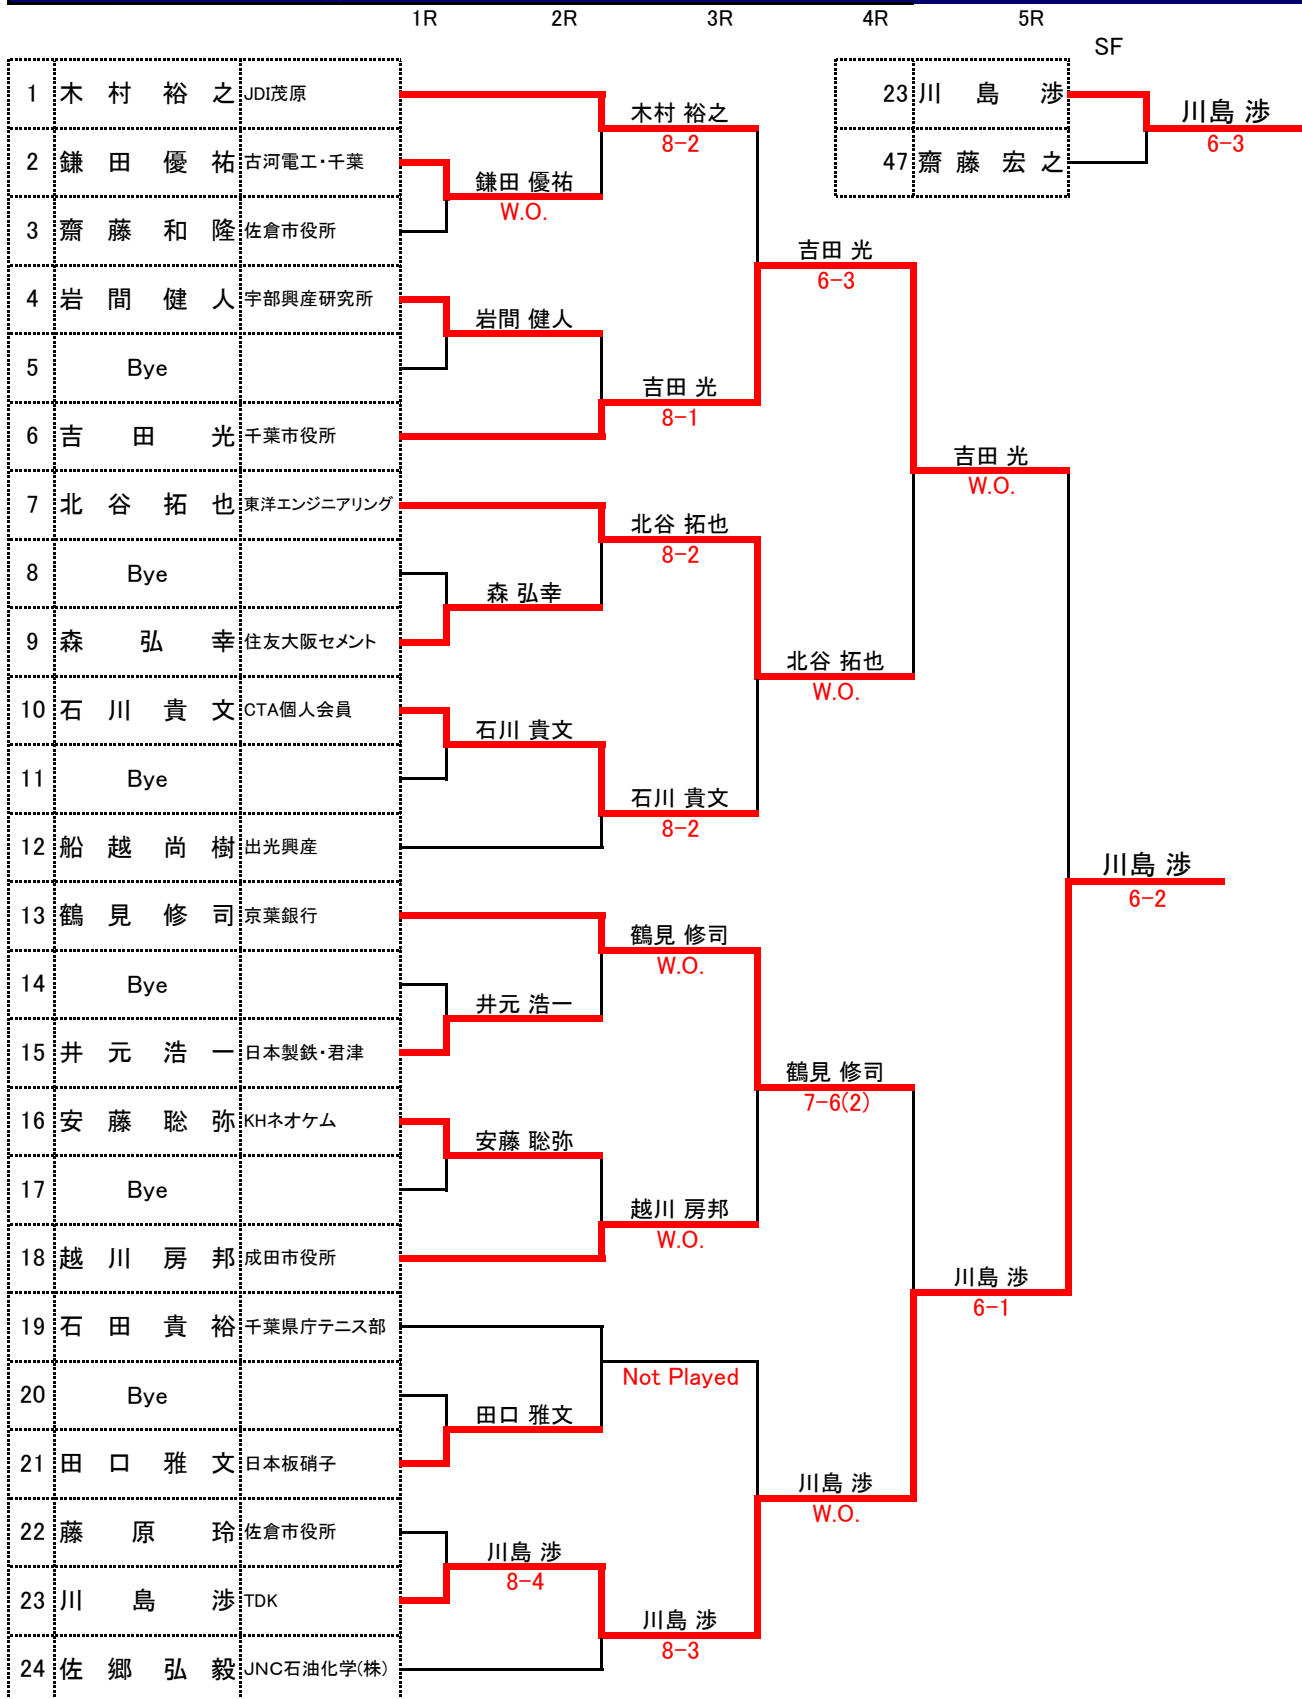 1R 2R 3R 4R 5R
SF
1 木村 裕之 JDI茂原
2 鎌田 優祐 古河電工・千葉
3 齋藤 和隆 佐倉市役所
4 岩間 健人 宇部興産研究所
5 Bye
6 吉田 光 千葉市役所
7 北谷 拓也 東洋エンジニアリング
8 Bye
9 森 弘幸 住友大阪セメント
10 石川 貴文 CTA個人会員
11 Bye
12 船越 尚樹 出光興産
13 鶴見 修司 京葉銀行
14 Bye
15 井元 浩一 日本製鉄・君津
16 安藤 聡弥 KHネオケム
17 Bye
18 越川 房邦 成田市役所
19 石田 貴裕 千葉県庁テニス部
20 Bye
21 田口 雅文 日本板硝子
22 藤原 玲 佐倉市役所
23 川島 渉 TDK
24 佐郷 弘毅 JNC石油化学(株)
鎌田 優祐
W.O.
岩間 健人
森 弘幸
石川 貴文
井元 浩一
安藤 聡弥
田口 雅文
川島 渉
8-4
木村 裕之
8-2
吉田 光
8-1
北谷 拓也
8-2
石川 貴文
8-2
鶴見 修司
W.O.
越川 房邦
W.O.
Not Played
川島 渉
8-3
吉田 光
6-3
北谷 拓也
W.O.
鶴見 修司
7-6(2)
川島 渉
W.O.
吉田 光
W.O.
川島 渉
6-1
川島 渉
6-2
23 川島 渉
47 齋藤 宏之
川島 渉
6-3